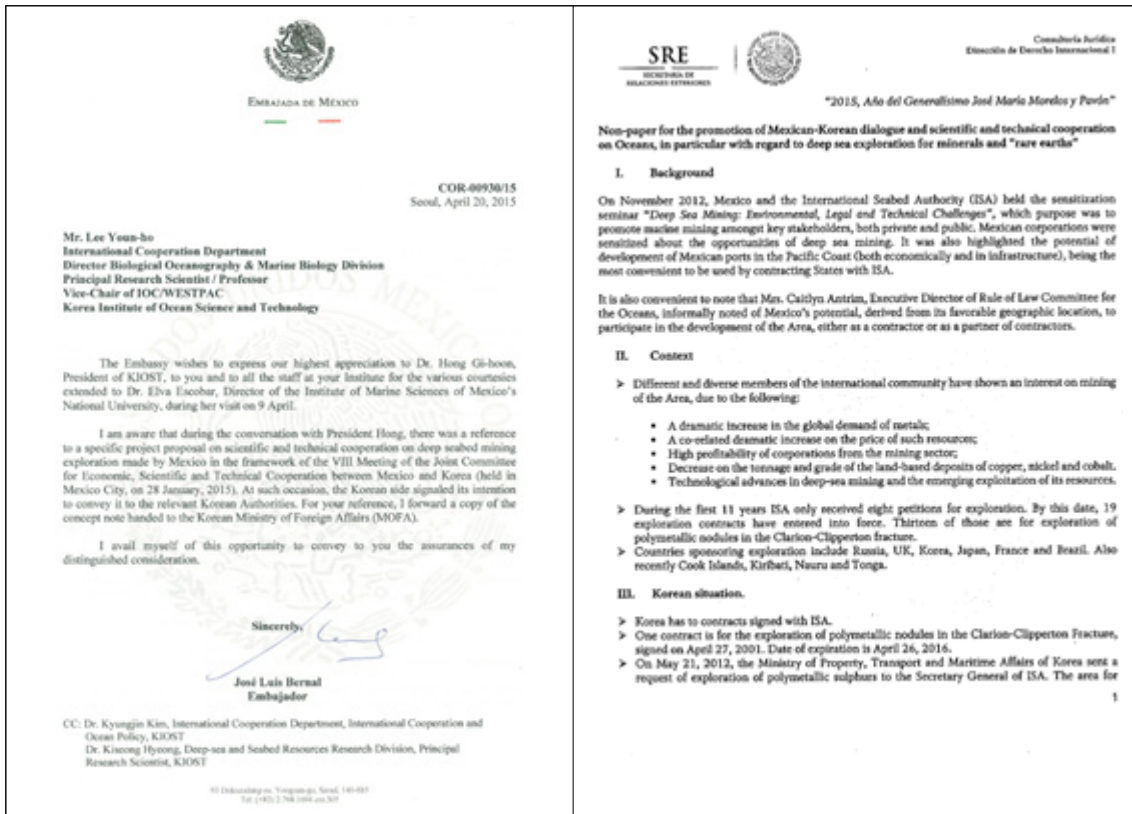 EMBAJADA DE MÉXICO
COR-00930/15
Seoul, April 20, 2015
Mr. Lee Youn-ho
International Cooperation Department
Director Biological Oceanography & Marine Biology Division
Principal Research Scientist / Professor
Vice-Chair of IOC/WESTPAC
Korea Institute of Ocean Science and Technology
The Embassy wishes to express our highest appreciation to Dr. Hong Gi-hoon,
President of KIOST, to you and to all the staff at your Institute for the various courtesies
extended to Dr. Elva Escobar, Director of the Institute of Marine Sciences of Mexico's
National University, during her visit on 9 April.
I am aware that during the conversation with President Hong, there was a reference
to a specific project proposal on scientific and technical cooperation on deep seabed mining
exploration made by Mexico in the framework of the VIII Meeting of the Joint Committee
for Economic, Scientific and Technical Cooperation between Mexico and Korea (held in
Mexico City, on 28 January, 2015). At such occasion, the Korean side signaled its intention
to convey it to the relevant Korean Authorities. For your reference, I forward a copy of the
concept note handed to the Korean Ministry of Foreign Affairs (MOFA).
I avail myself of this opportunity to convey to you the assurances of my
distinguished consideration.
Sincerely,
José Luis Bernal
Embajador
CC: Dr. Kyungjin Kim, International Cooperation Department, International Cooperation and
Ocean Policy, KIOST
Dr. Kiseong Hyeong, Deep-sea and Seabed Resources Research Division, Principal
Research Scientist, KIOST
SRE
SECRETARÍA DE
RELACIONES EXTERIORES
Consultoría Jurídica
Dirección de Derecho Internacional I
"2015, Año del Generalísimo José María Morelos y Pavón"
Non-paper for the promotion of Mexican-Korean dialogue and scientific and technical cooperation
on Oceans, in particular with regard to deep sea exploration for minerals and "rare earths"
I. Background
On November 2012, Mexico and the International Seabed Authority (ISA) held the sensitization
seminar "Deep Sea Mining: Environmental, Legal and Technical Challenges", which purpose was to
promote marine mining amongst key stakeholders, both private and public. Mexican corporations were
sensitized about the opportunities of deep sea mining. It was also highlighted the potential of
development of Mexican ports in the Pacific Coast (both economically and in infrastructure), being the
most convenient to be used by contracting States with ISA.
It is also convenient to note that Mrs. Caitlyn Antrim, Executive Director of Rule of Law Committee for
the Oceans, informally noted of Mexico's potential, derived from its favorable geographic location, to
participate in the development of the Area, either as a contractor or as a partner of contractors.
II. Context
➤ Different and diverse members of the international community have shown an interest on mining
of the Area, due to the following:
• A dramatic increase in the global demand of metals;
• A co-related dramatic increase on the price of such resources;
• High profitability of corporations from the mining sector;
• Decrease on the tonnage and grade of the land-based deposits of copper, nickel and cobalt.
• Technological advances in deep-sea mining and the emerging exploitation of its resources.
➤ During the first 11 years ISA only received eight petitions for exploration. By this date, 19
exploration contracts have entered into force. Thirteen of those are for exploration of
polymetallic nodules in the Clarion-Clipperton fracture.
➤ Countries sponsoring exploration include Russia, UK, Korea, Japan, France and Brazil. Also
recently Cook Islands, Kiribati, Nauru and Tonga.
III. Korean situation.
➤ Korea has to contracts signed with ISA.
➤ One contract is for the exploration of polymetallic nodules in the Clarion-Clipperton Fracture,
signed on April 27, 2001. Date of expiration is April 26, 2016.
➤ On May 21, 2012, the Ministry of Property, Transport and Maritime Affairs of Korea sent a
request of exploration of polymetallic sulphurs to the Secretary General of ISA. The area for
1